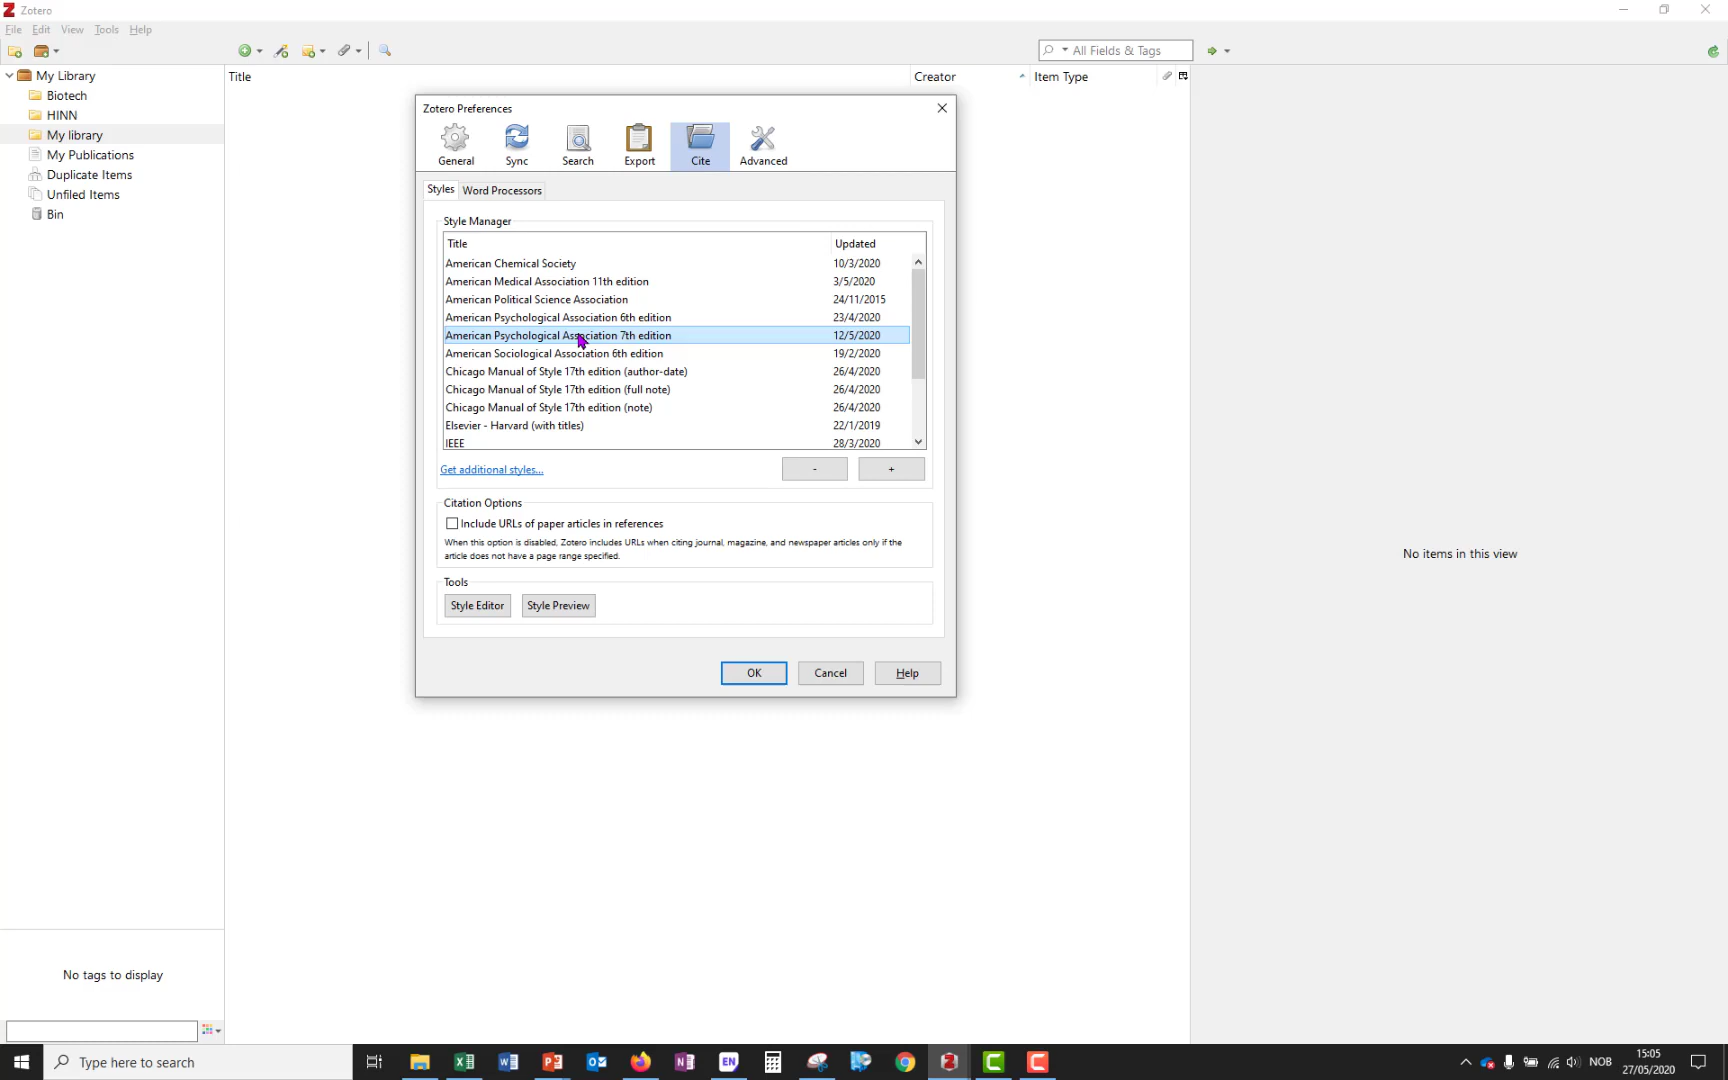 Zotero
File Edit View Tools Help
All Fields & Tags
My Library
Biotech
HINN
My library
My Publications
Duplicate Items
Unfiled Items
Bin
Title Creator Item Type
Zotero Preferences
General Sync Search Export Cite Advanced
Styles Word Processors
Style Manager
Title Updated
American Chemical Society 10/3/2020
American Medical Association 11th edition 3/5/2020
American Political Science Association 24/11/2015
American Psychological Association 6th edition 23/4/2020
American Psychological Association 7th edition 12/5/2020
American Sociological Association 6th edition 19/2/2020
Chicago Manual of Style 17th edition (author-date) 26/4/2020
Chicago Manual of Style 17th edition (full note) 26/4/2020
Chicago Manual of Style 17th edition (note) 26/4/2020
Elsevier - Harvard (with titles) 22/1/2019
IEEE 28/3/2020
Get additional styles... - +
Citation Options
Include URLs of paper articles in references
When this option is disabled, Zotero includes URLs when citing journal, magazine, and newspaper articles only if the
article does not have a page range specified.
Tools
Style Editor Style Preview
OK Cancel Help
No items in this view
No tags to display
Type here to search
EN
NOB
15:05
27/05/2020